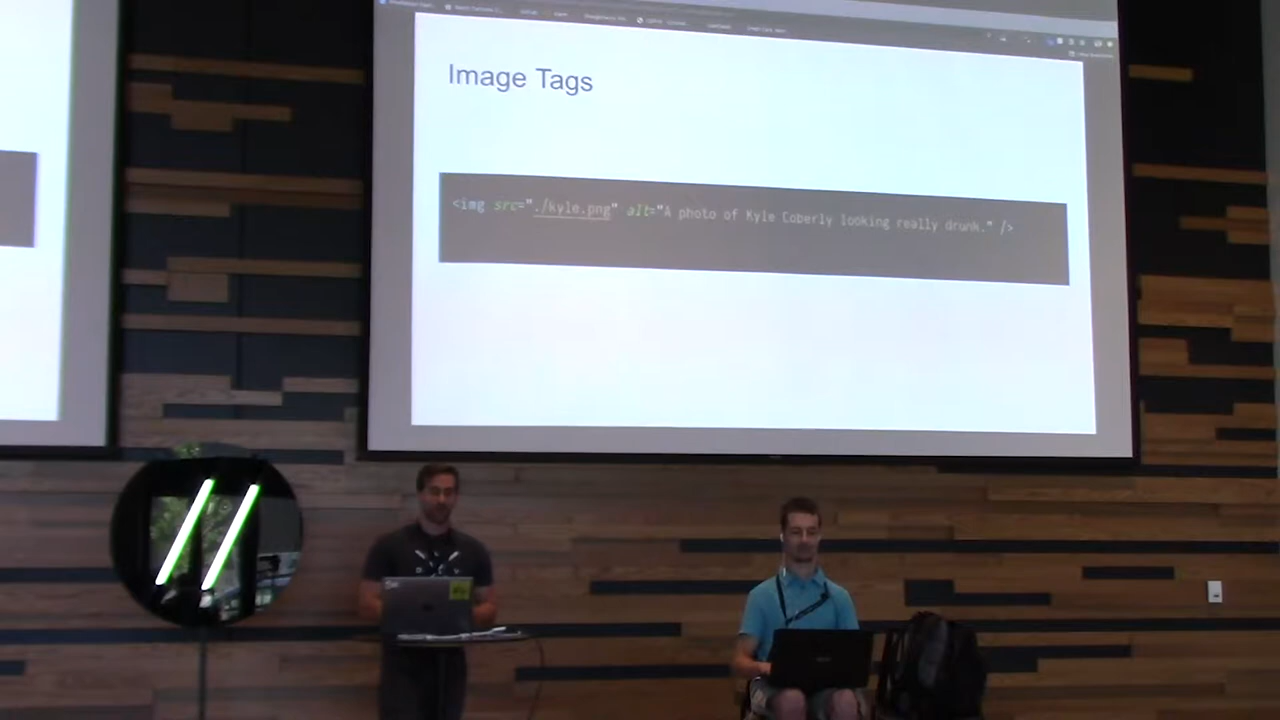 Image Tags
<img src="./kyle.png" alt="A photo of Kyle Coberly looking really drunk." />